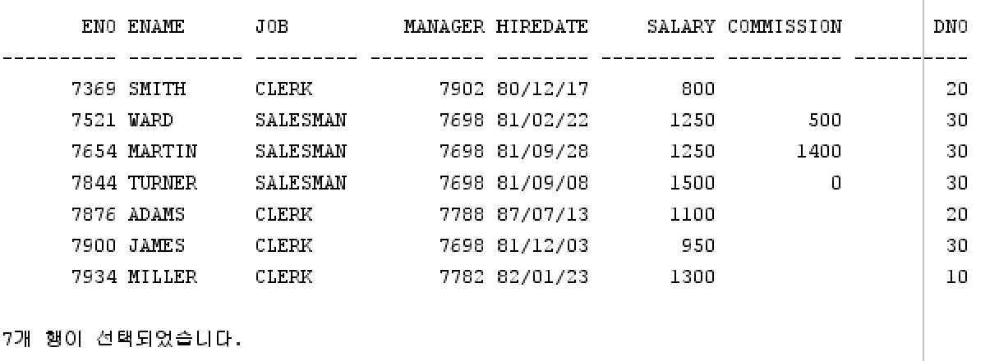 ENO ENAME JOB MANAGER HIREDATE SALARY COMMISSION DNO
---------- ---------- --------- ---------- -------- ---------- ---------- ----------
7369 SMITH CLERK 7902 80/12/17 800 20
7521 WARD SALESMAN 7698 81/02/22 1250 500 30
7654 MARTIN SALESMAN 7698 81/09/28 1250 1400 30
7844 TURNER SALESMAN 7698 81/09/08 1500 0 30
7876 ADAMS CLERK 7788 87/07/13 1100 20
7900 JAMES CLERK 7698 81/12/03 950 30
7934 MILLER CLERK 7782 82/01/23 1300 10
7개 행이 선택되었습니다.